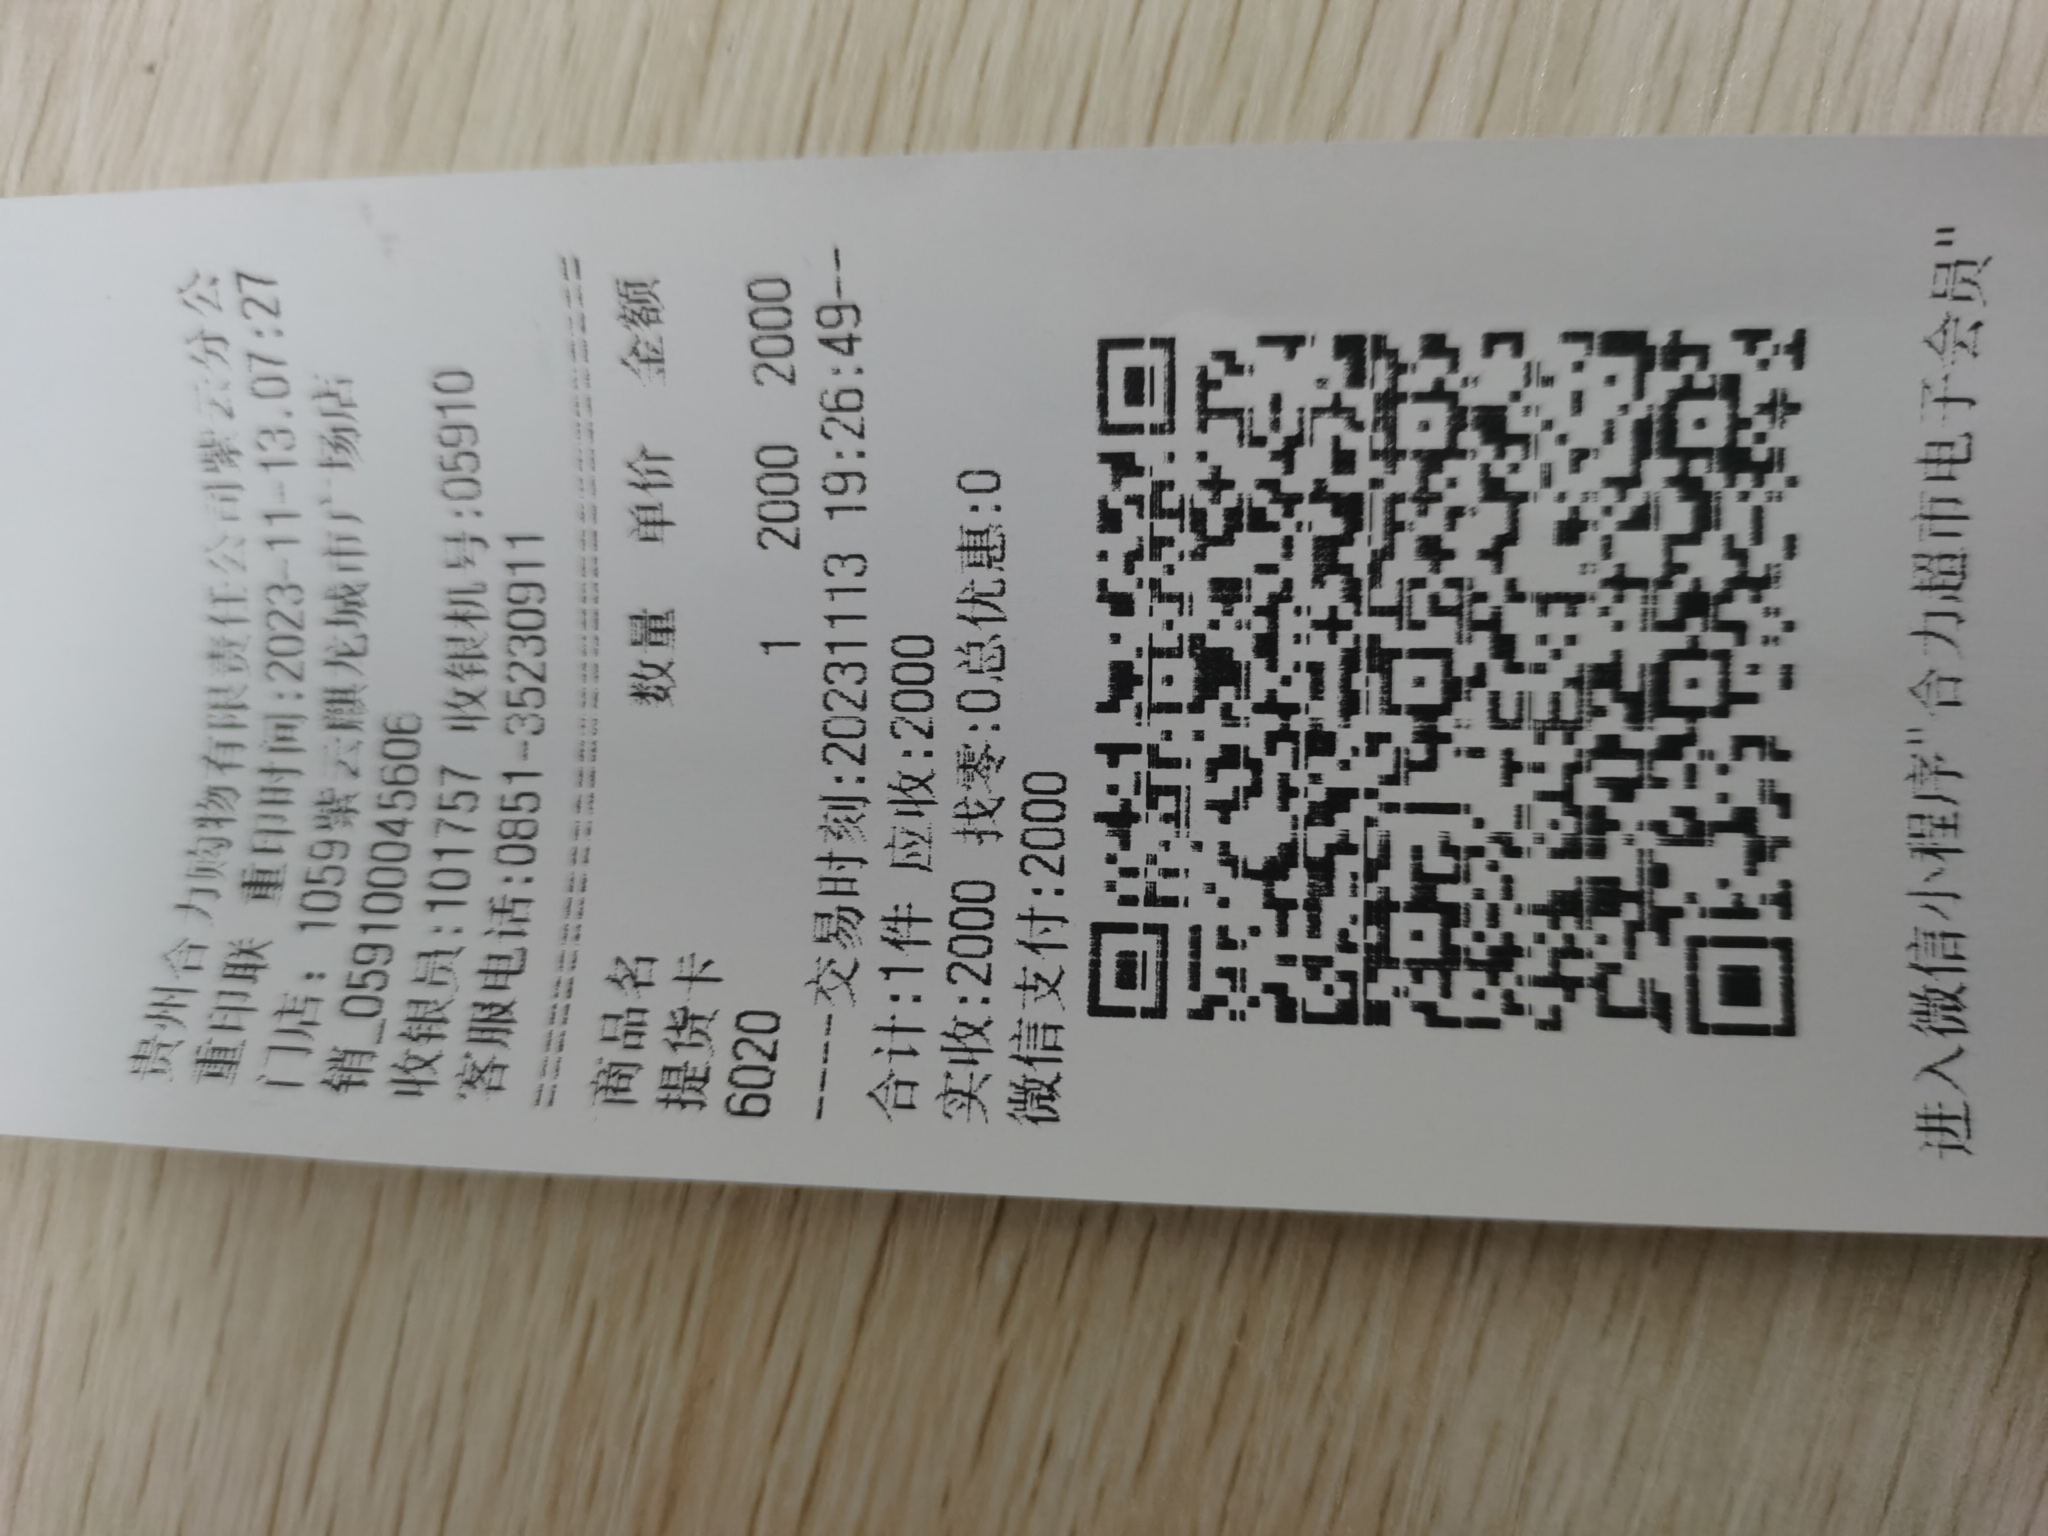 贵州合力购物有限责任公司紫云分公
重印联 重印时间:2023-11-13.07:27
门店: 1059紫云麒龙城市广场店
销_0591000045606
收银员:101757 收银机号:05910
客服电话:0851-35230911
==============================
商品名 数量 单价 金额
提货卡
6020 1 2000 2000
-----交易时刻:20231113 19:26:49--
合计:1件 应收:2000
实收:2000 找零:0总优惠:0
微信支付:2000
进入微信小程序"合力超市电子会员"